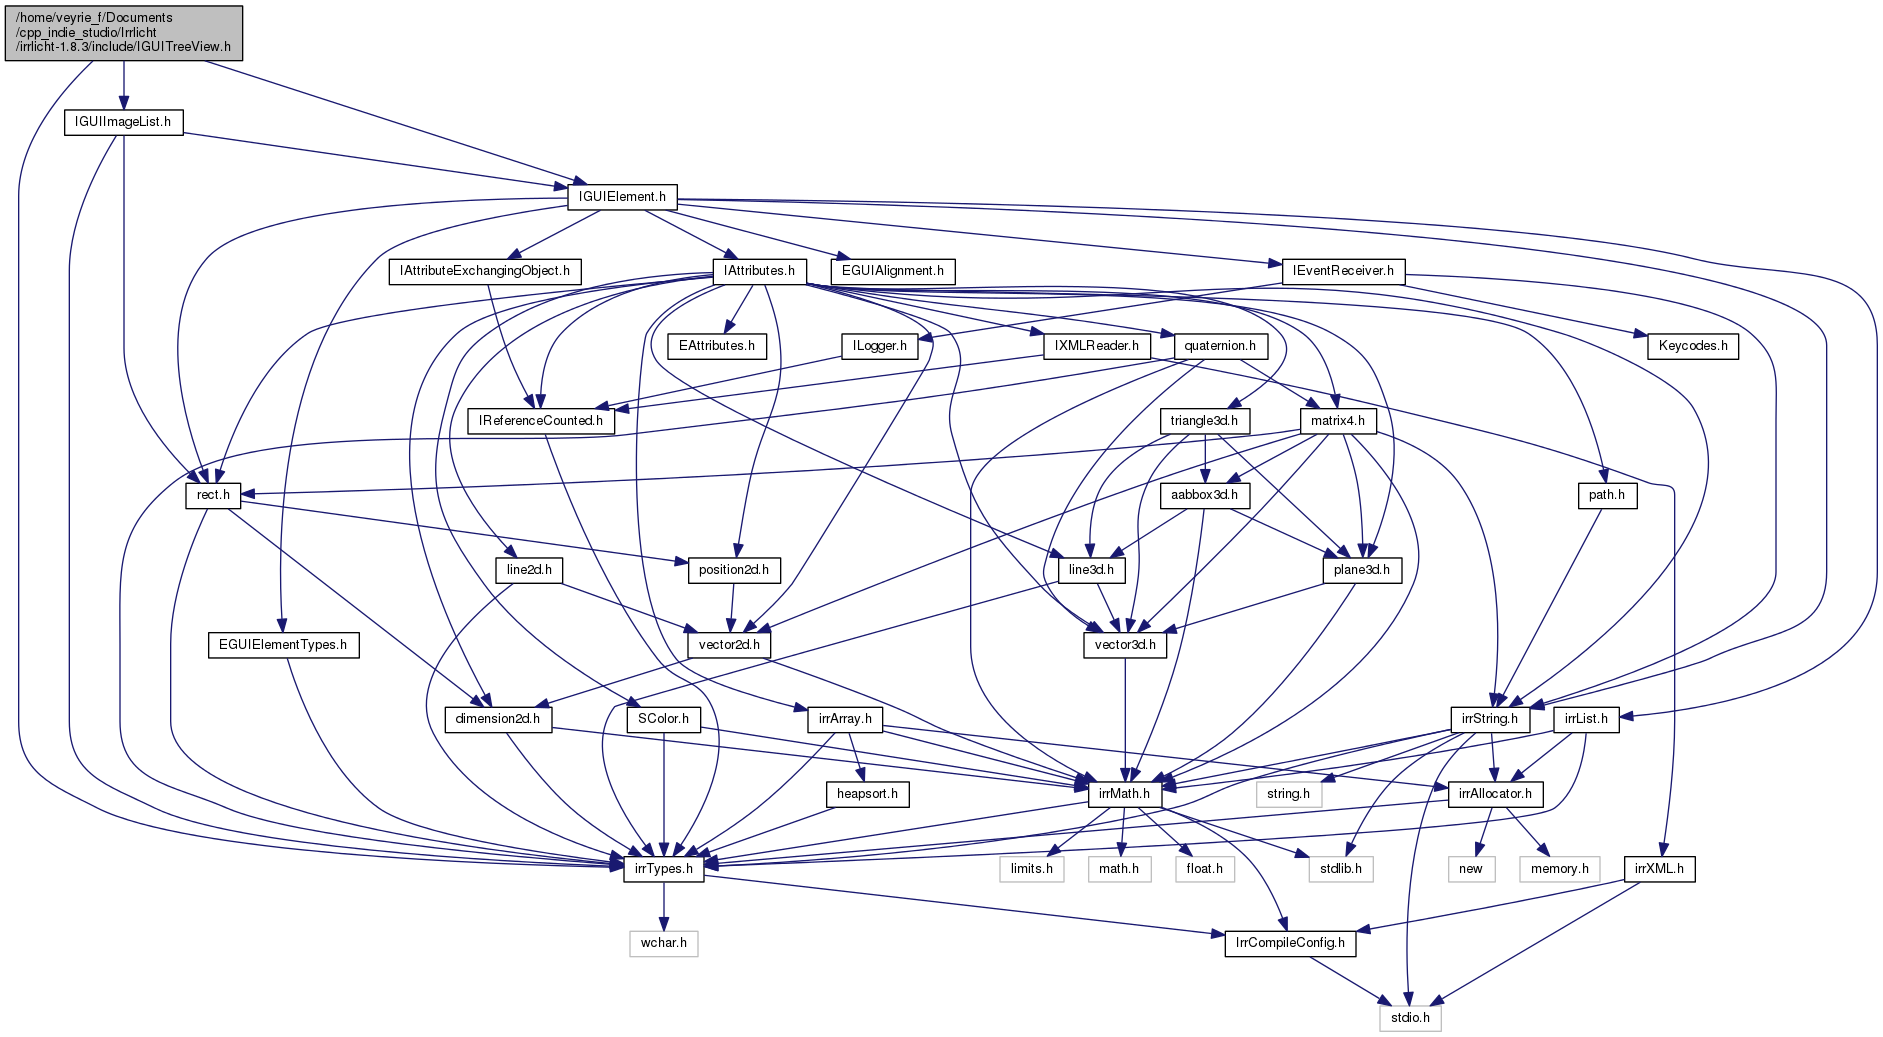 /home/veyrie_f/Documents
/cpp_indie_studio/Irrlicht
/irrlicht-1.8.3/include/IGUITreeView.h
IGUIImageList.h
IGUIElement.h
IAttributeExchangingObject.h
IAttributes.h
EGUIAlignment.h
IEventReceiver.h
EAttributes.h
ILogger.h
IXMLReader.h
quaternion.h
Keycodes.h
IReferenceCounted.h
triangle3d.h
matrix4.h
rect.h
aabbox3d.h
path.h
line2d.h
position2d.h
line3d.h
plane3d.h
EGUIElementTypes.h
vector2d.h
vector3d.h
dimension2d.h
SColor.h
irrArray.h
irrString.h
irrList.h
heapsort.h
irrMath.h
string.h
irrAllocator.h
irrTypes.h
limits.h
math.h
float.h
stdlib.h
new
memory.h
irrXML.h
wchar.h
IrrCompileConfig.h
stdio.h